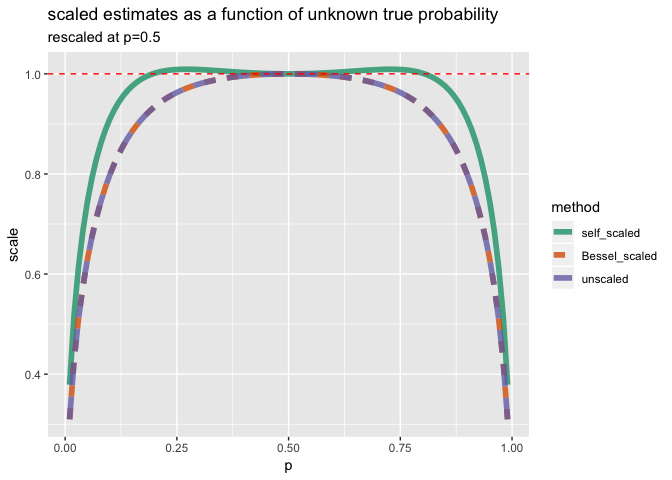 scaled estimates as a function of unknown true probability
rescaled at p=0.5
1.0
0.8
0.6
0.4
scale
0.00
0.25
0.50
0.75
1.00
p
method
self_scaled
Bessel_scaled
unscaled